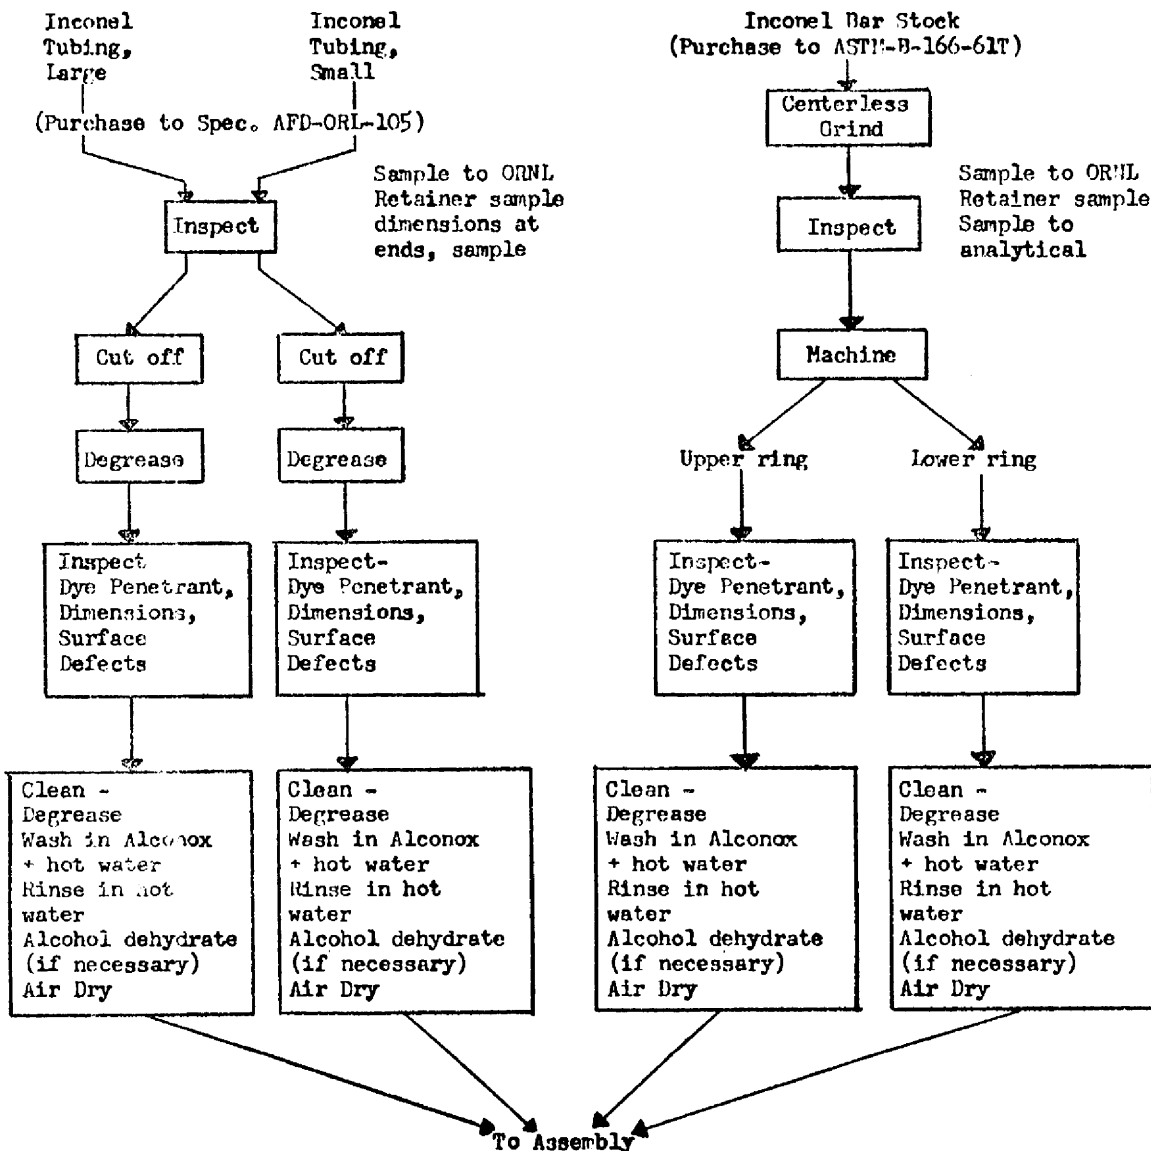 Inconel
Tubing,
Large
Inconel
Tubing,
Small
(Purchase to Spec. AFD-ORL-105)
Sample to ORNL
Retainer sample
dimensions at
ends, sample
Inspect
Cut off
Cut off
Degrease
Degrease
Inspect
Dye Penetrant,
Dimensions,
Surface
Defects
Inspect-
Dye Penetrant,
Dimensions,
Surface
Defects
Clean -
Degrease
Wash in Alconox
+ hot water
Rinse in hot
water
Alcohol dehydrate
(if necessary)
Air Dry
Clean -
Degrease
Wash in Alconox
+ hot water
Rinse in hot
water
Alcohol dehydrate
(if necessary)
Air Dry
Inconel Bar Stock
(Purchase to ASTM-B-166-61T)
Centerless
Grind
Sample to ORNL
Retainer sample
Sample to
analytical
Inspect
Machine
Upper ring
Lower ring
Inspect-
Dye Penetrant,
Dimensions,
Surface
Defects
Inspect-
Dye Penetrant,
Dimensions,
Surface
Defects
Clean -
Degrease
Wash in Alconox
+ hot water
Rinse in hot
water
Alcohol dehydrate
(if necessary)
Air Dry
Clean -
Degrease
Wash in Alconox
+ hot water
Rinse in hot
water
Alcohol dehydrate
(if necessary)
Air Dry
To Assembly